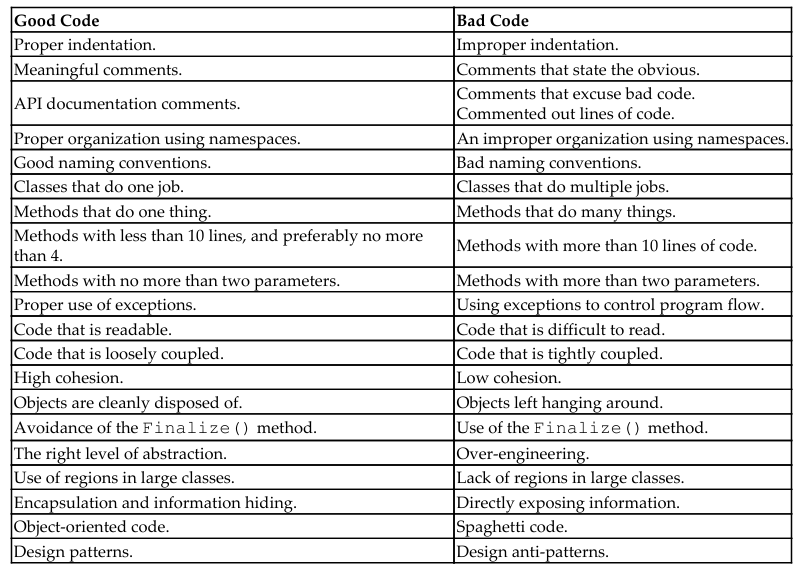 Good Code Bad Code
Proper indentation. Improper indentation.
Meaningful comments. Comments that state the obvious.
API documentation comments. Comments that excuse bad code.
Commented out lines of code.
Proper organization using namespaces. An improper organization using namespaces.
Good naming conventions. Bad naming conventions.
Classes that do one job. Classes that do multiple jobs.
Methods that do one thing. Methods that do many things.
Methods with less than 10 lines, and preferably no more
than 4. Methods with more than 10 lines of code.
Methods with no more than two parameters. Methods with more than two parameters.
Proper use of exceptions. Using exceptions to control program flow.
Code that is readable. Code that is difficult to read.
Code that is loosely coupled. Code that is tightly coupled.
High cohesion. Low cohesion.
Objects are cleanly disposed of. Objects left hanging around.
Avoidance of the Finalize() method. Use of the Finalize() method.
The right level of abstraction. Over-engineering.
Use of regions in large classes. Lack of regions in large classes.
Encapsulation and information hiding. Directly exposing information.
Object-oriented code. Spaghetti code.
Design patterns. Design anti-patterns.